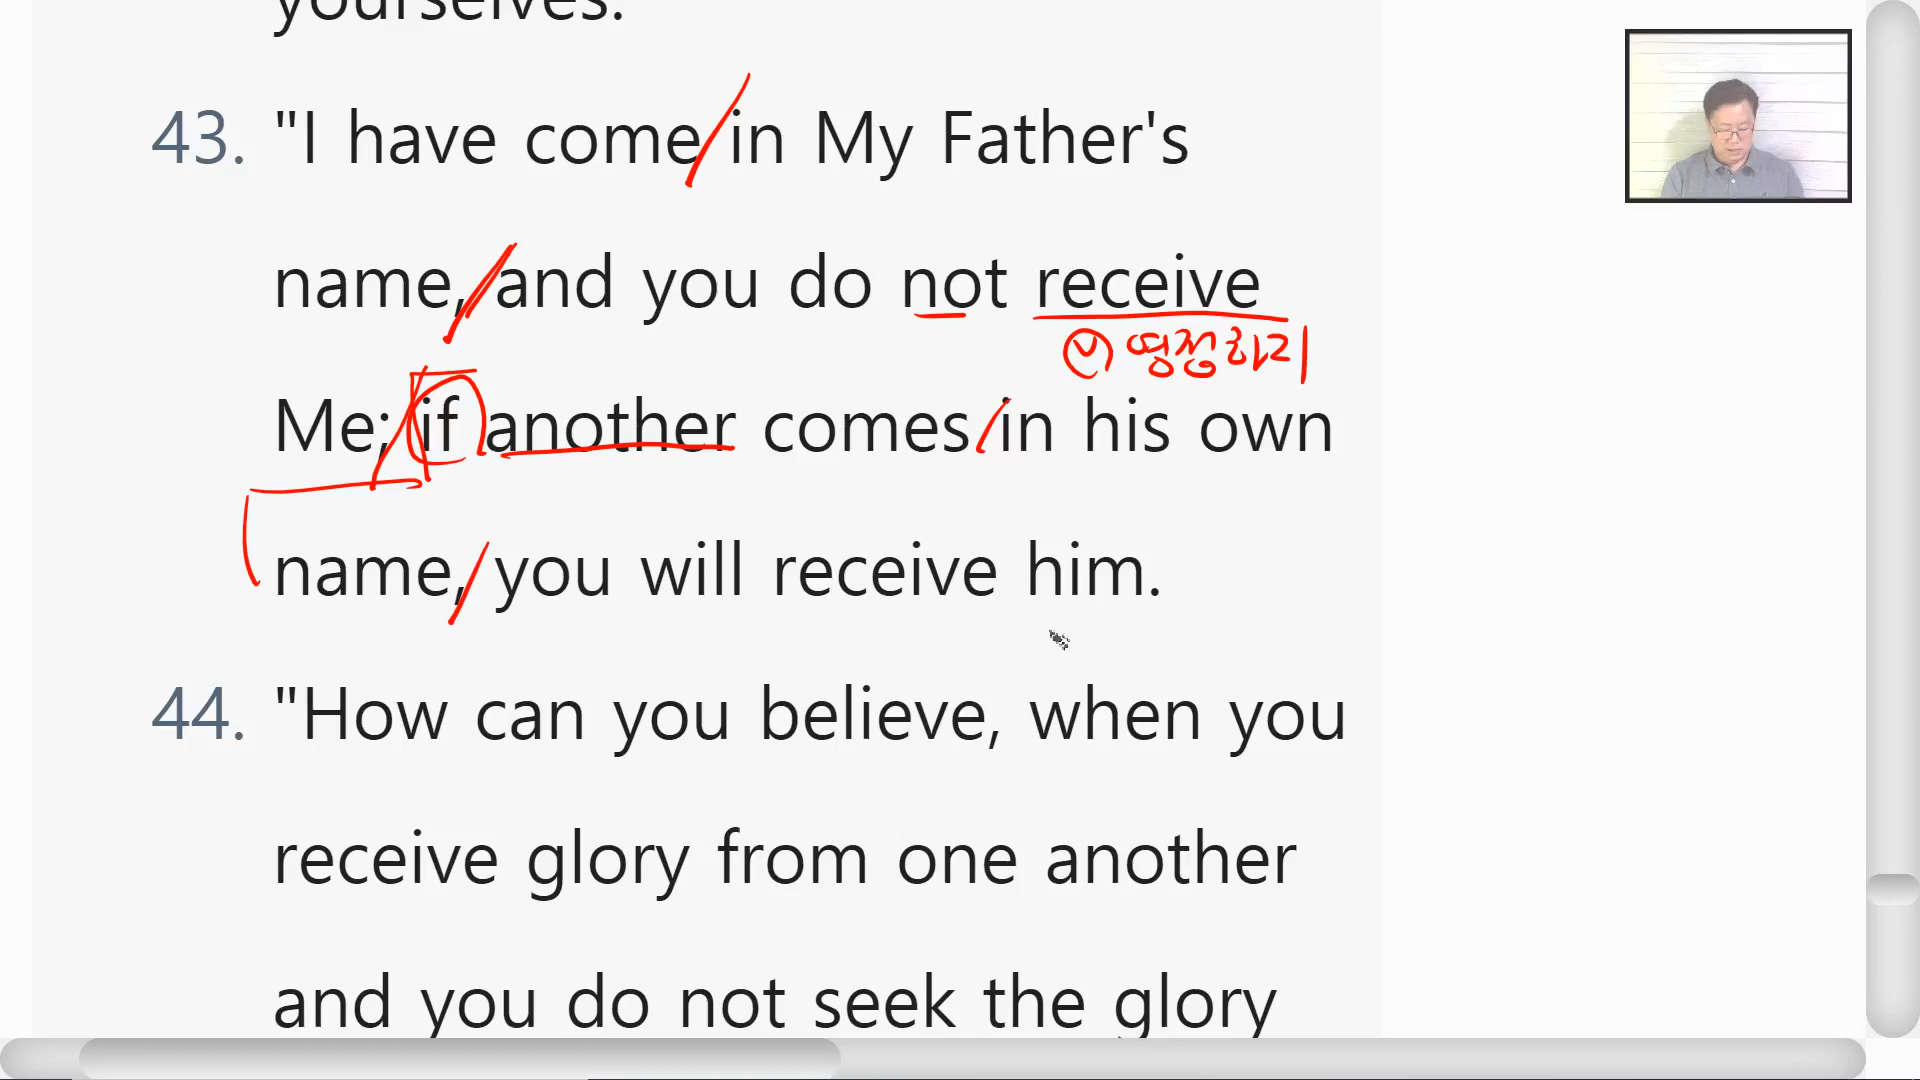 yourselves.
43. "I have come in My Father's
name, and you do not receive
ⓥ 영접하다
Me; if another comes in his own
name, you will receive him.
44. "How can you believe, when you
receive glory from one another
and you do not seek the glory